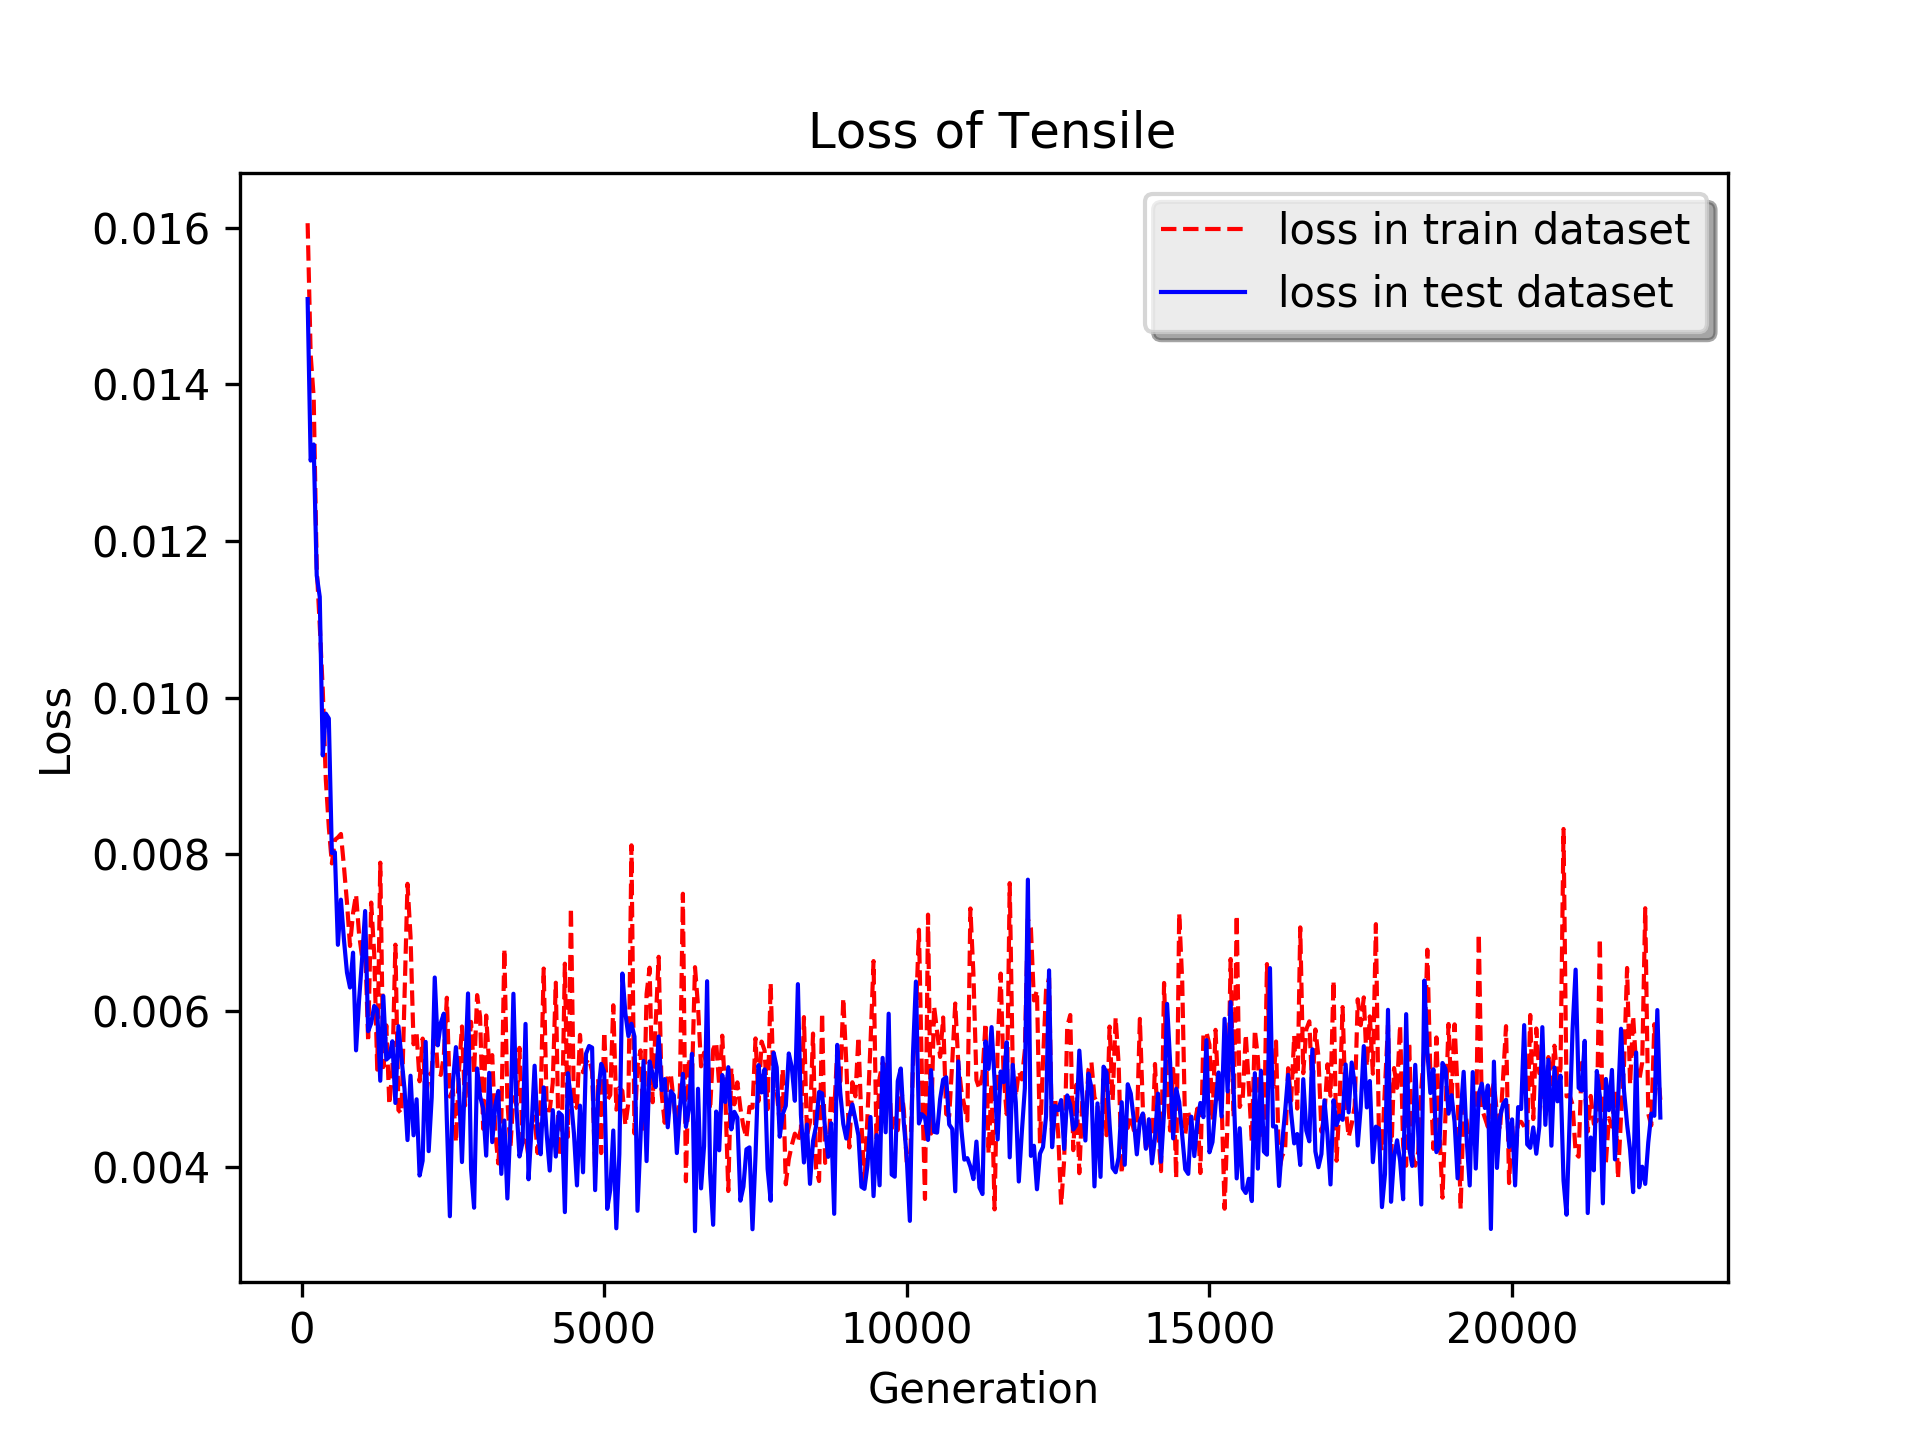 Loss of Tensile
loss in train dataset
loss in test dataset
0.016
0.014
0.012
0.010
0.008
0.006
0.004
Loss
0 5000 10000 15000 20000
Generation